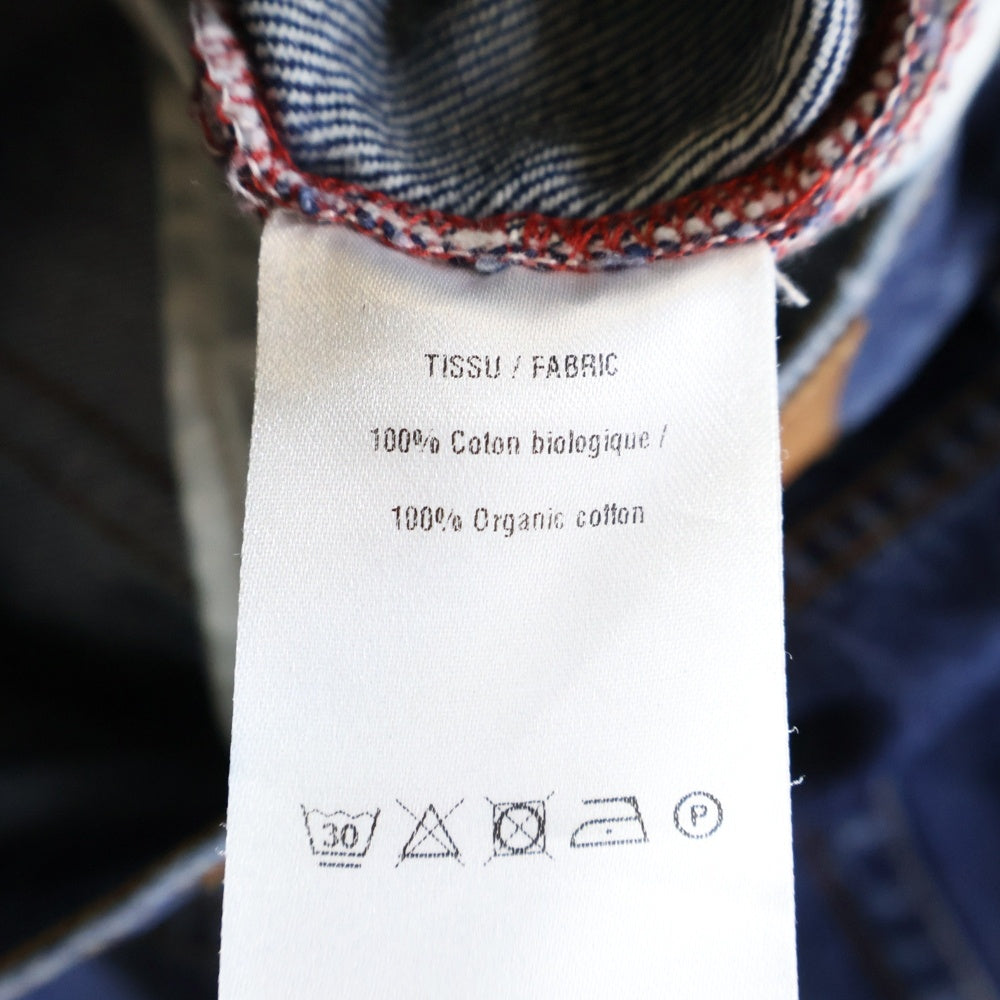 TISSU / FABRIC
100% Coton biologique /
100% Organic cotton
30
P